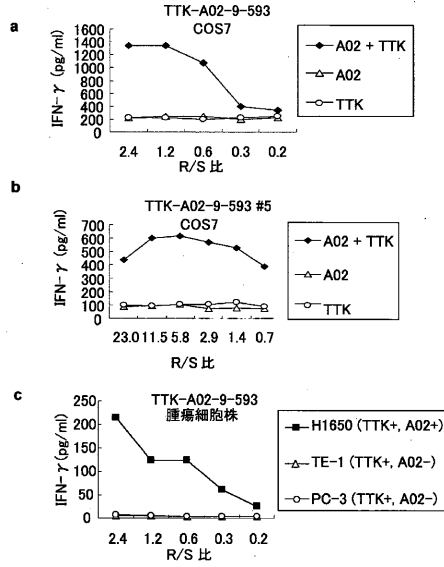 a
TTK-A02-9-593
COS7
IFN-γ (pg/ml)
1600
1400
1200
1000
800
600
400
200
0
2.4 1.2 0.6 0.3 0.2
R/S 比
A02 + TTK
A02
TTK
b
TTK-A02-9-593 #5
COS7
IFN-γ (pg/ml)
700
600
500
400
300
200
100
0
23.0 11.5 5.8 2.9 1.4 0.7
R/S 比
A02 + TTK
A02
TTK
c
TTK-A02-9-593
腫瘍細胞株
IFN-γ (pg/ml)
250
200
150
100
50
0
2.4 1.2 0.6 0.3 0.2
R/S 比
H1650 (TTK+, A02+)
TE-1 (TTK+, A02-)
PC-3 (TTK+, A02-)